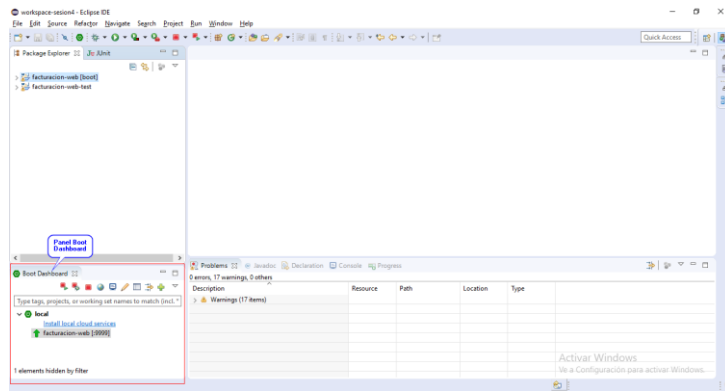 workspace-sesion4 - Eclipse IDE
File Edit Source Refactor Navigate Search Project Run Window Help
Quick Access
Package Explorer JUnit
facturacion-web [boot]
facturacion-web-test
Panel Boot
Dashboard
Boot Dashboard
Type tags, projects, or working set names to match (incl. *
local
Install local cloud services
facturacion-web [:9999]
1 elements hidden by filter
Problems Javadoc Declaration Console Progress
0 errors, 17 warnings, 0 others
Description Resource Path Location Type
Warnings (17 items)
Activar Windows
Ve a Configuración para activar Windows.